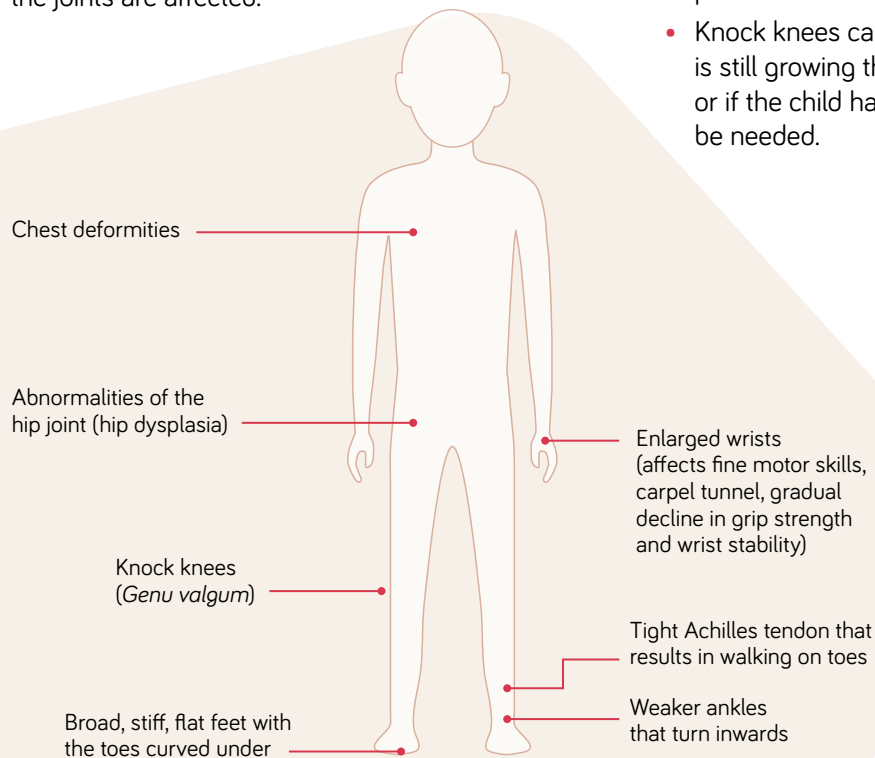 the joints are affected.
• Knock knees ca
is still growing th
or if the child ha
be needed.
Chest deformities
Abnormalities of the
hip joint (hip dysplasia)
Enlarged wrists
(affects fine motor skills,
carpel tunnel, gradual
decline in grip strength
and wrist stability)
Knock knees
(Genu valgum)
Tight Achilles tendon that
results in walking on toes
Weaker ankles
that turn inwards
Broad, stiff, flat feet with
the toes curved under